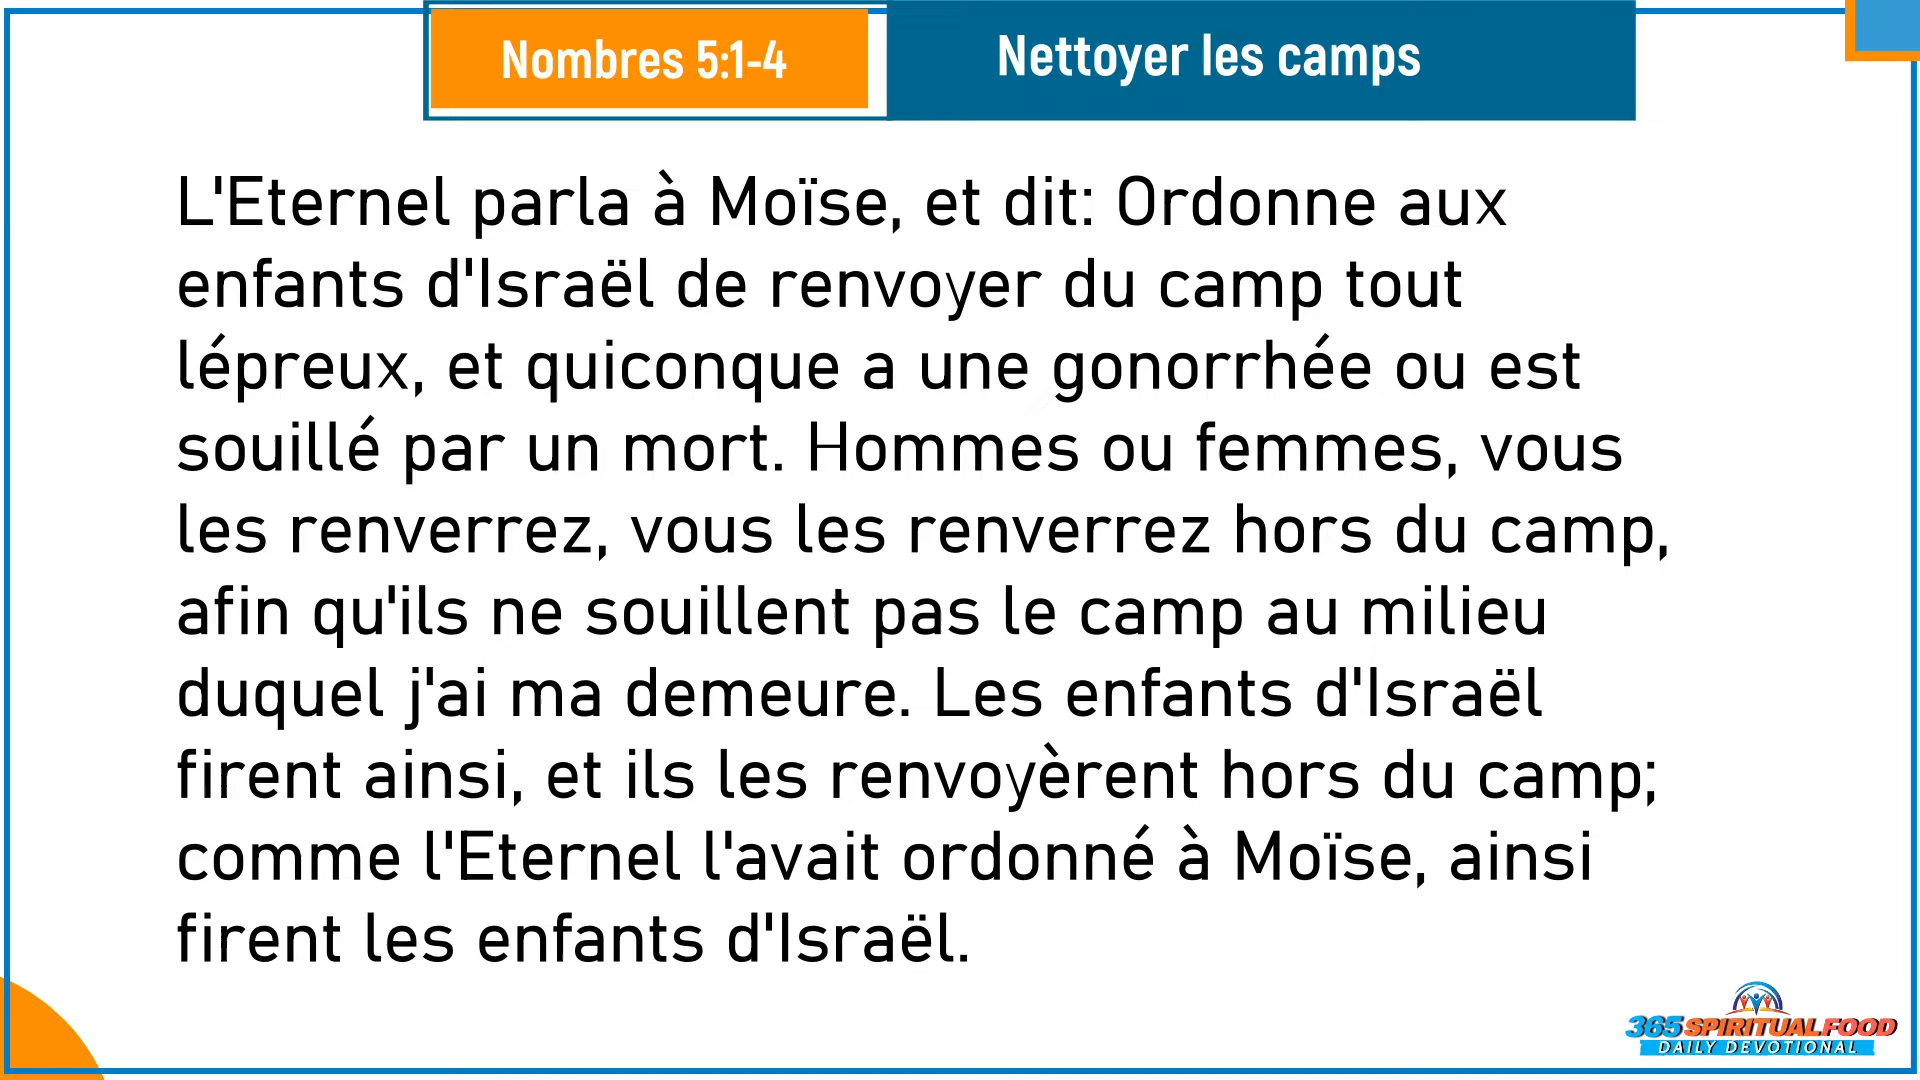 Nombres 5:1-4
Nettoyer les camps
L'Eternel parla à Moïse, et dit: Ordonne aux
enfants d'Israël de renvoyer du camp tout
lépreux, et quiconque a une gonorrhée ou est
souillé par un mort. Hommes ou femmes, vous
les renverrez, vous les renverrez hors du camp,
afin qu'ils ne souillent pas le camp au milieu
duquel j'ai ma demeure. Les enfants d'Israël
firent ainsi, et ils les renvoyèrent hors du camp;
comme l'Eternel l'avait ordonné à Moïse, ainsi
firent les enfants d'Israël.
365 SPIRITUAL FOOD
DAILY DEVOTIONAL